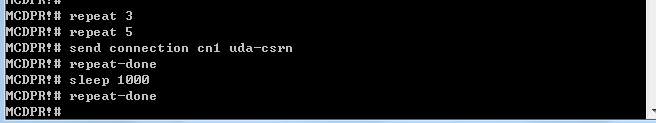 MCDPR!#
MCDPR!# repeat 3
MCDPR!# repeat 5
MCDPR!# send connection cn1 uda-csrn
MCDPR!# repeat-done
MCDPR!# sleep 1000
MCDPR!# repeat-done
MCDPR!#